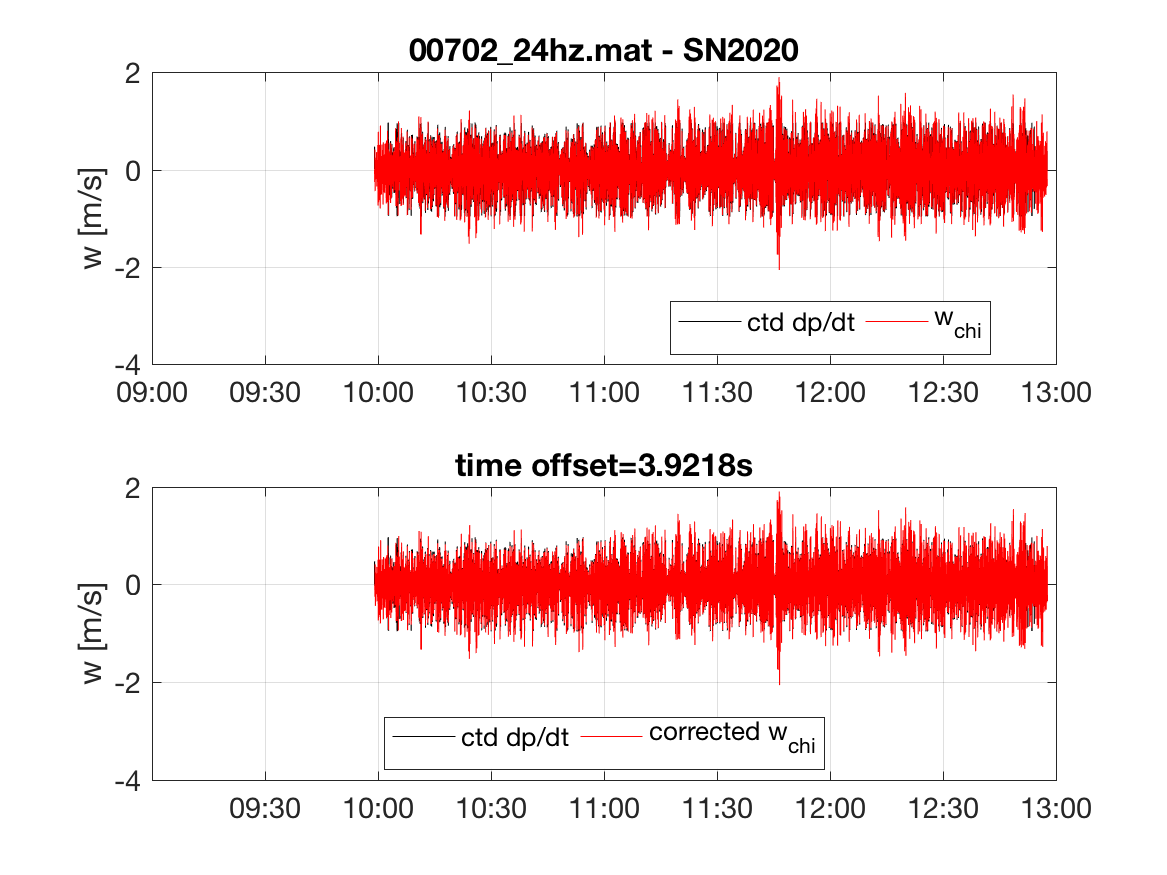 00702_24hz.mat - SN2020
w [m/s]
2
0
-2
-4
ctd dp/dt w_chi
09:00 09:30 10:00 10:30 11:00 11:30 12:00 12:30 13:00
time offset=3.9218s
w [m/s]
2
0
-2
-4
ctd dp/dt corrected w_chi
09:30 10:00 10:30 11:00 11:30 12:00 12:30 13:00